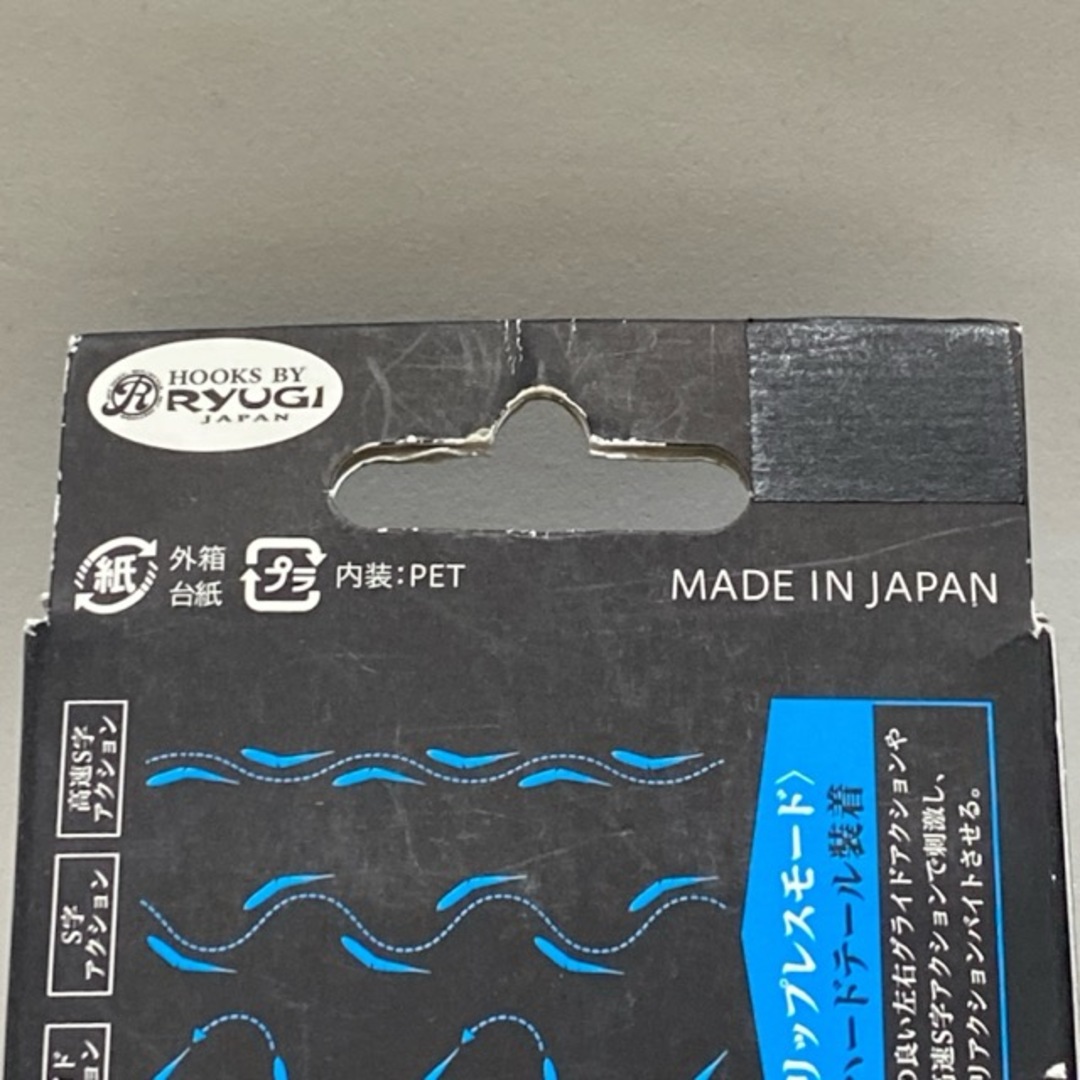 HOOKS BY
RYUGI
JAPAN
紙
外箱
台紙
プラ
内装:PET
MADE IN JAPAN
高速S字
アクション
S字
アクション
リップレスモード〉
ハードテール装着
良い左右グライドアクションや
速S字アクションで刺激し、
リアクションバイトさせる。